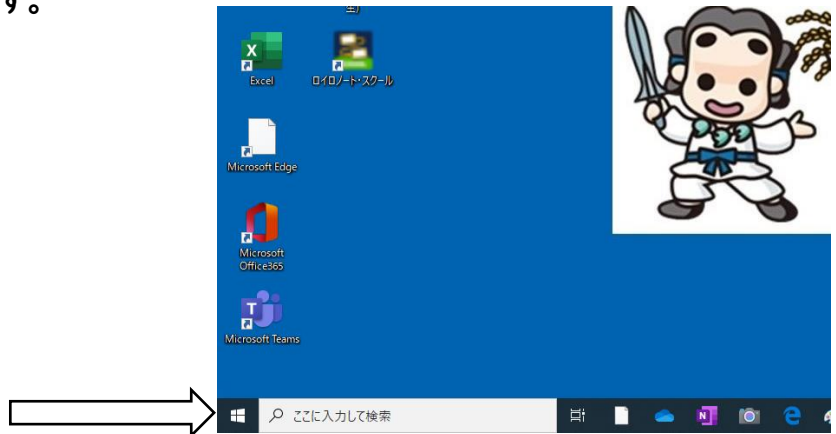 す。
生)
Excel
ロイロノート・スクール
Microsoft Edge
Microsoft
Office365
Microsoft Teams
ここに入力して検索